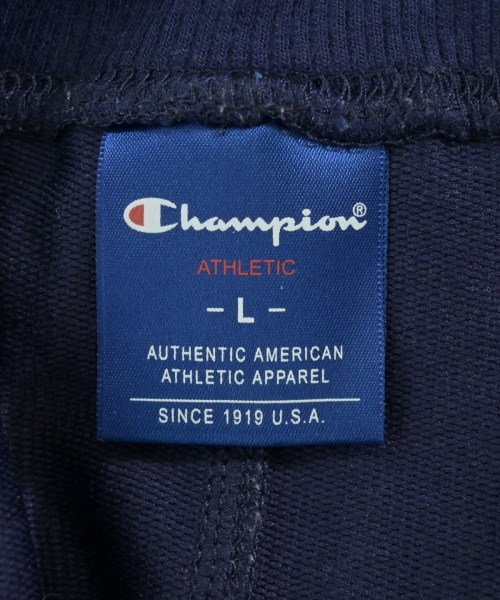 Champion®
ATHLETIC
- L -
AUTHENTIC AMERICAN
ATHLETIC APPAREL
SINCE 1919 U.S.A.